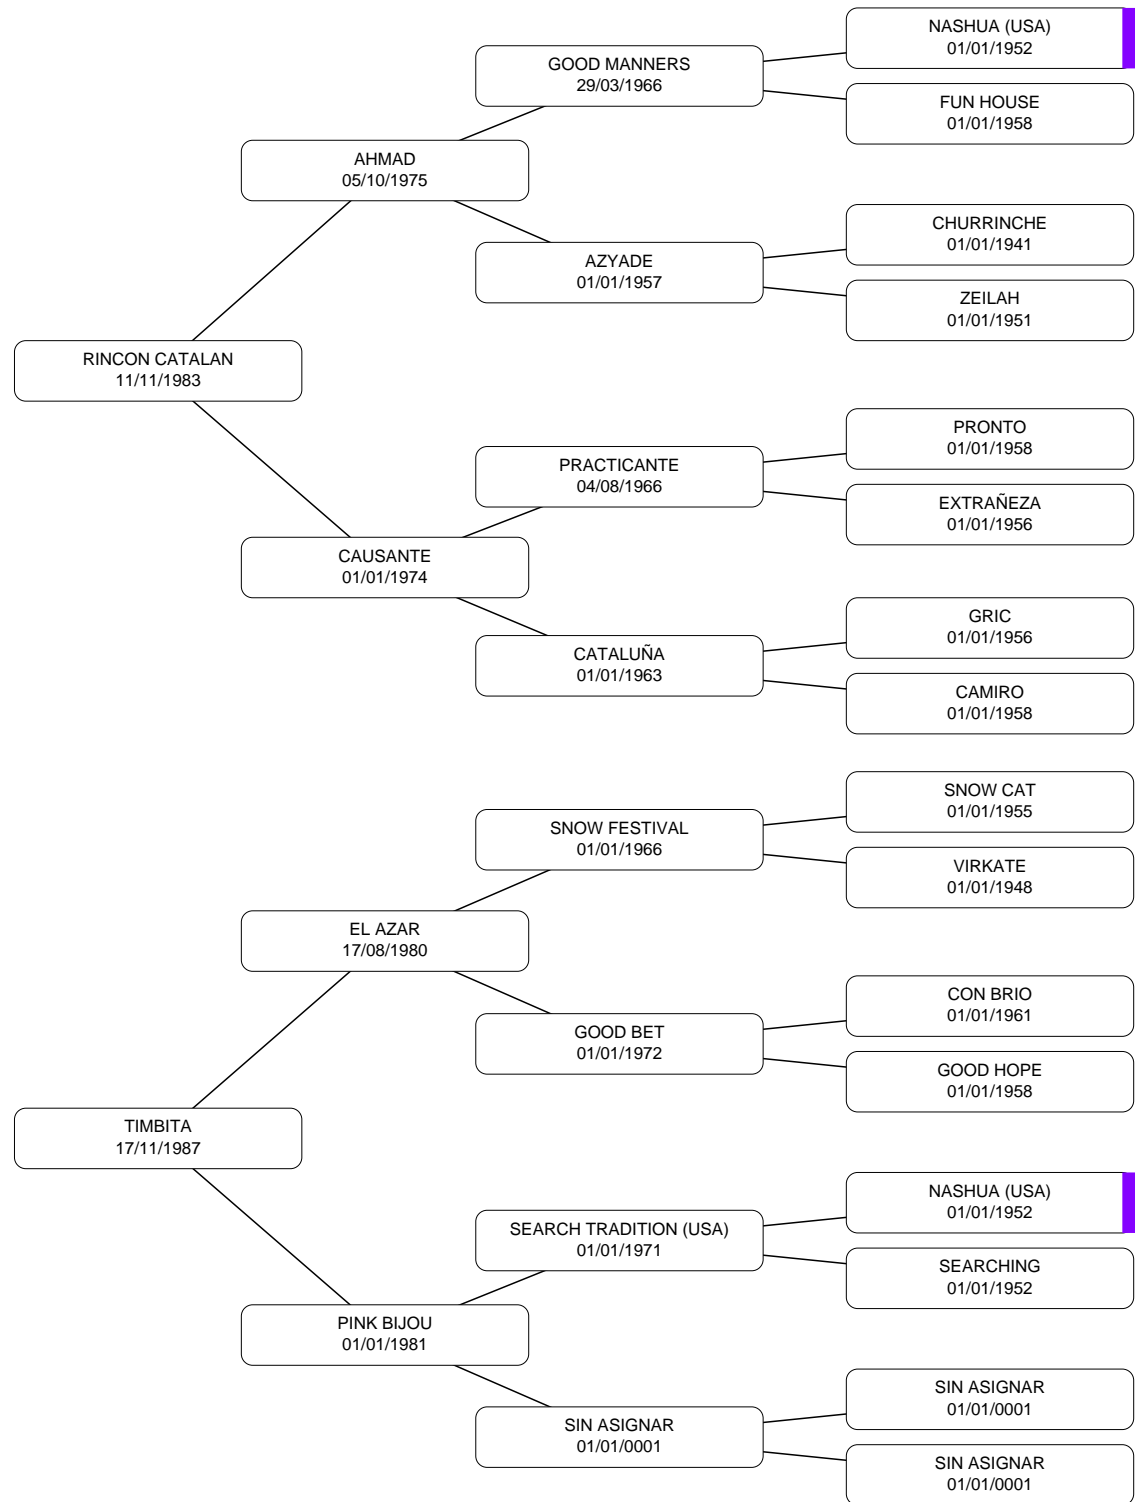 NASHUA (USA)
01/01/1952
GOOD MANNERS
29/03/1966
FUN HOUSE
01/01/1958
AHMAD
05/10/1975
CHURRINCHE
01/01/1941
AZYADE
01/01/1957
ZEILAH
01/01/1951
RINCON CATALAN
11/11/1983
PRONTO
01/01/1958
PRACTICANTE
04/08/1966
EXTRAÑEZA
01/01/1956
CAUSANTE
01/01/1974
GRIC
01/01/1956
CATALUÑA
01/01/1963
CAMIRO
01/01/1958
SNOW CAT
01/01/1955
SNOW FESTIVAL
01/01/1966
VIRKATE
01/01/1948
EL AZAR
17/08/1980
CON BRIO
01/01/1961
GOOD BET
01/01/1972
GOOD HOPE
01/01/1958
TIMBITA
17/11/1987
NASHUA (USA)
01/01/1952
SEARCH TRADITION (USA)
01/01/1971
SEARCHING
01/01/1952
PINK BIJOU
01/01/1981
SIN ASIGNAR
01/01/0001
SIN ASIGNAR
01/01/0001
SIN ASIGNAR
01/01/0001